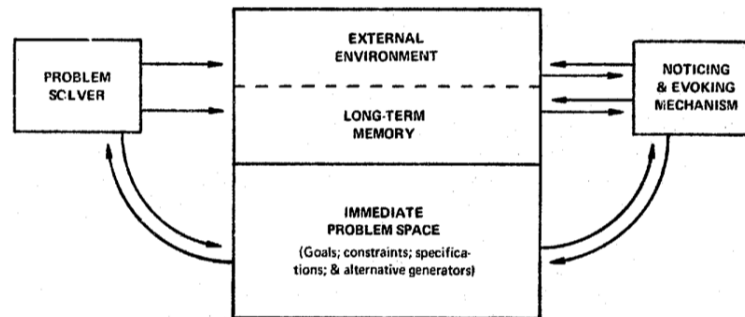 EXTERNAL
ENVIRONMENT
PROBLEM
SOLVER
NOTICING
& EVOKING
MECHANISM
LONG-TERM
MEMORY
IMMEDIATE
PROBLEM SPACE
(Goals; constraints; specifica-
tions; & alternative generators)